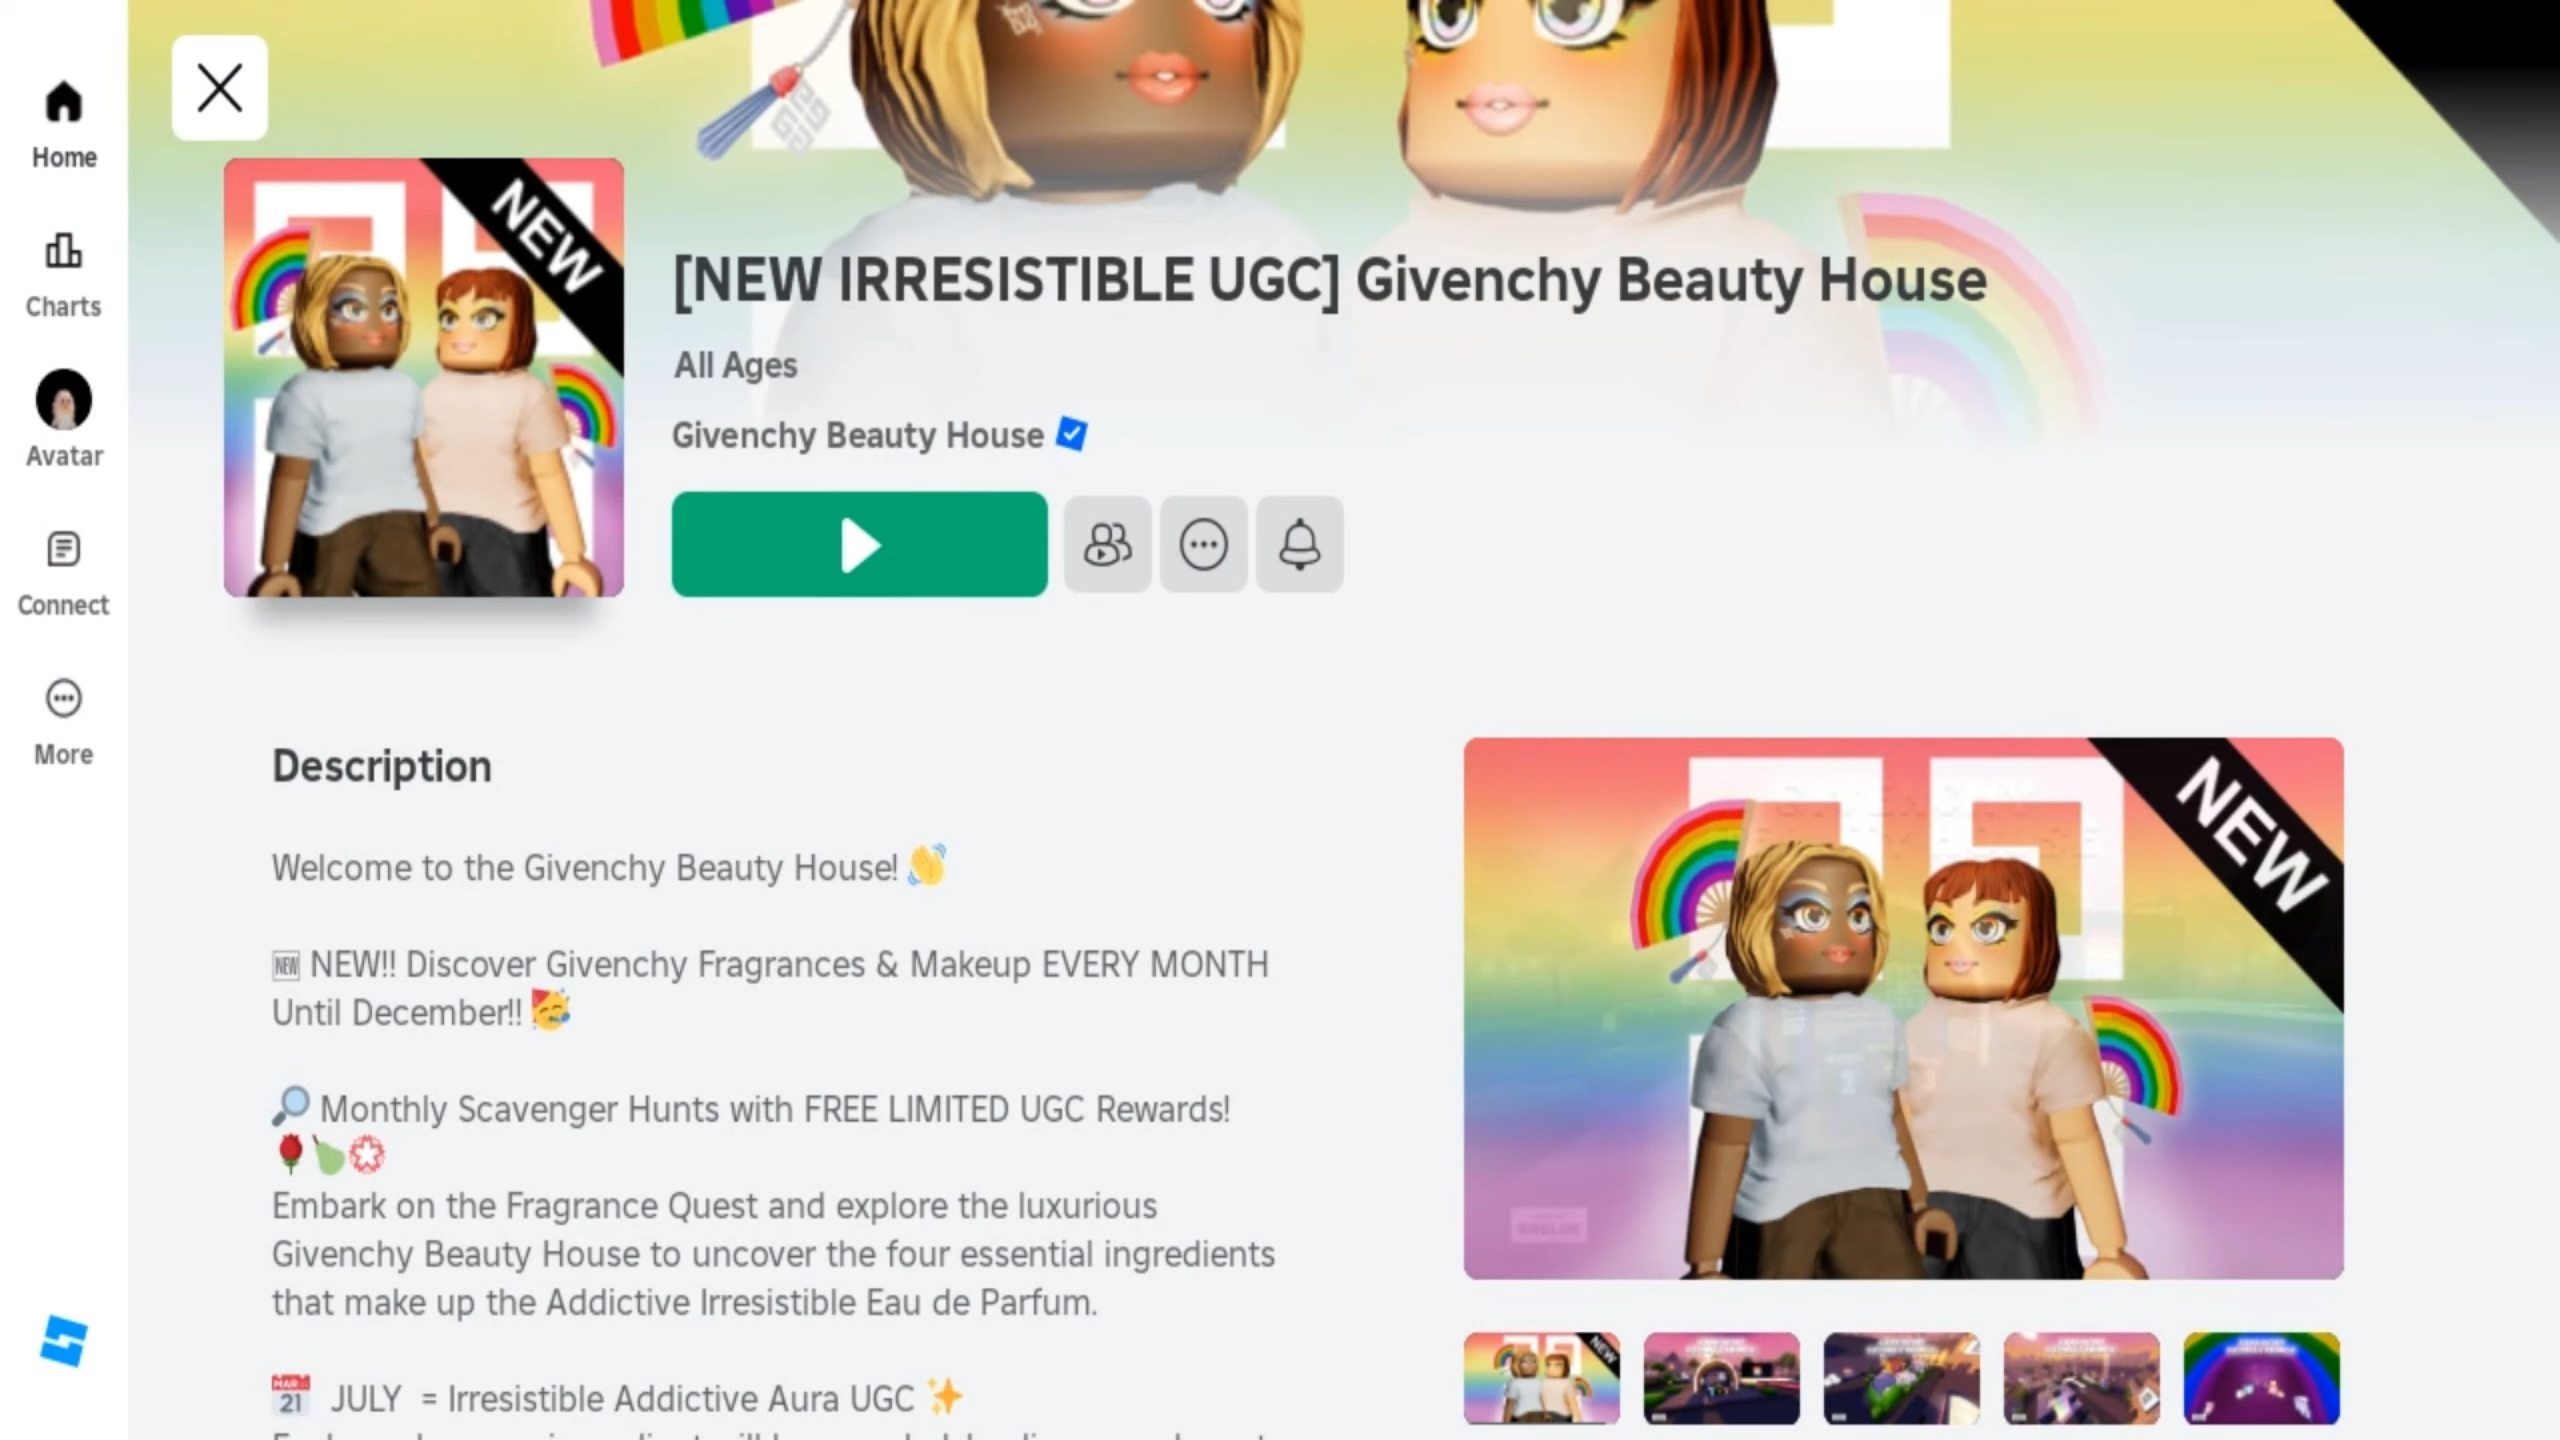 Home
Charts
Avatar
Connect
More
NEW
[NEW IRRESISTIBLE UGC] Givenchy Beauty House
All Ages
Givenchy Beauty House
Description
Welcome to the Givenchy Beauty House! 👋
🆕 NEW!! Discover Givenchy Fragrances & Makeup EVERY MONTH
Until December!! 🥳
🔎 Monthly Scavenger Hunts with FREE LIMITED UGC Rewards!
🌹🍐💮
Embark on the Fragrance Quest and explore the luxurious
Givenchy Beauty House to uncover the four essential ingredients
that make up the Addictive Irresistible Eau de Parfum.
📅 JULY = Irresistible Addictive Aura UGC ✨
NEW
NEW